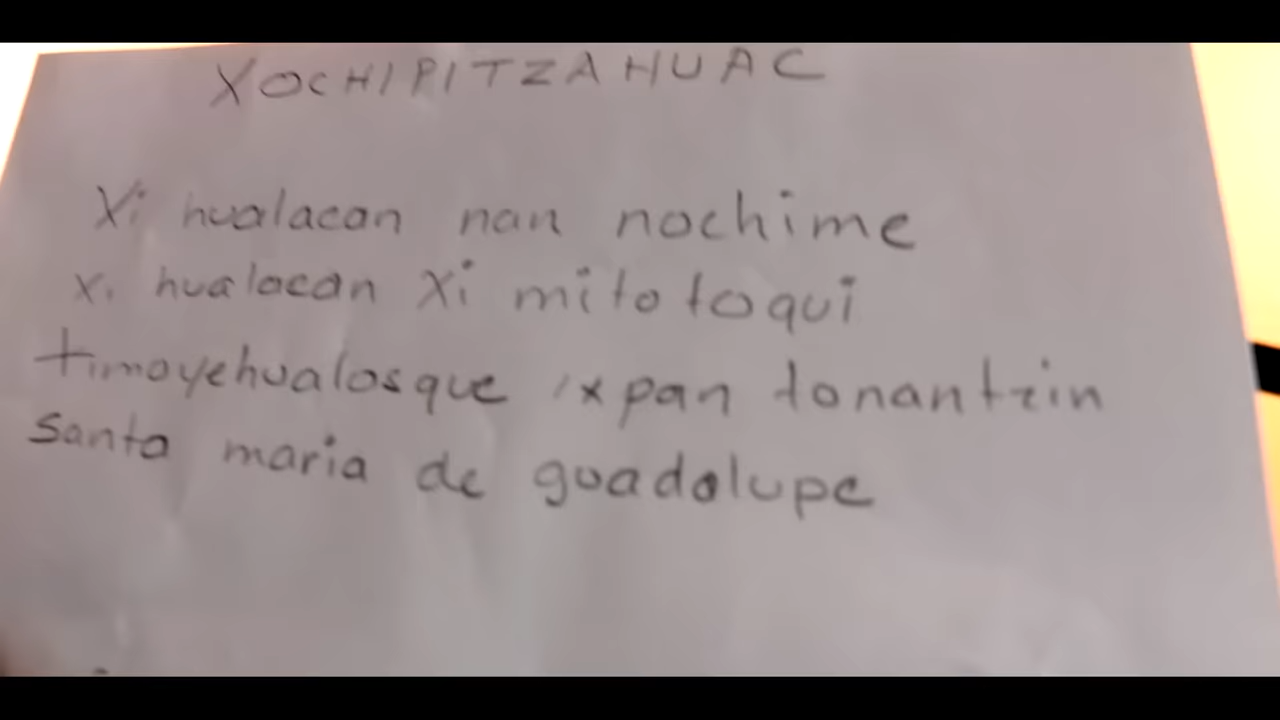 XOCHIPITZAHUAC
Xi hualacan nan nochime
xi hualacan xi mitotoqui
timoyehualosque ixpan tonantzin
santa maria de guadalupe